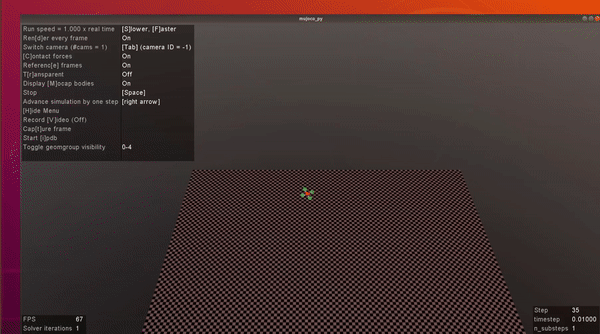 mujoco_py
Run speed = 1.000 x real time [S]lower, [F]aster
Ren[d]er every frame On
Switch camera (#cams = 1) [Tab] (camera ID = -1)
[C]ontact forces On
Referenc[e] frames On
T[r]ansparent Off
Display [M]ocap bodies On
Stop [Space]
Advance simulation by one step [right arrow]
[H]ide Menu
Record [V]ideo (Off)
Cap[t]ure frame
Start [i]pdb
Toggle geomgroup visibility 0-4
FPS 67
Solver iterations 1
Step 35
timestep 0.01000
n_substeps 1